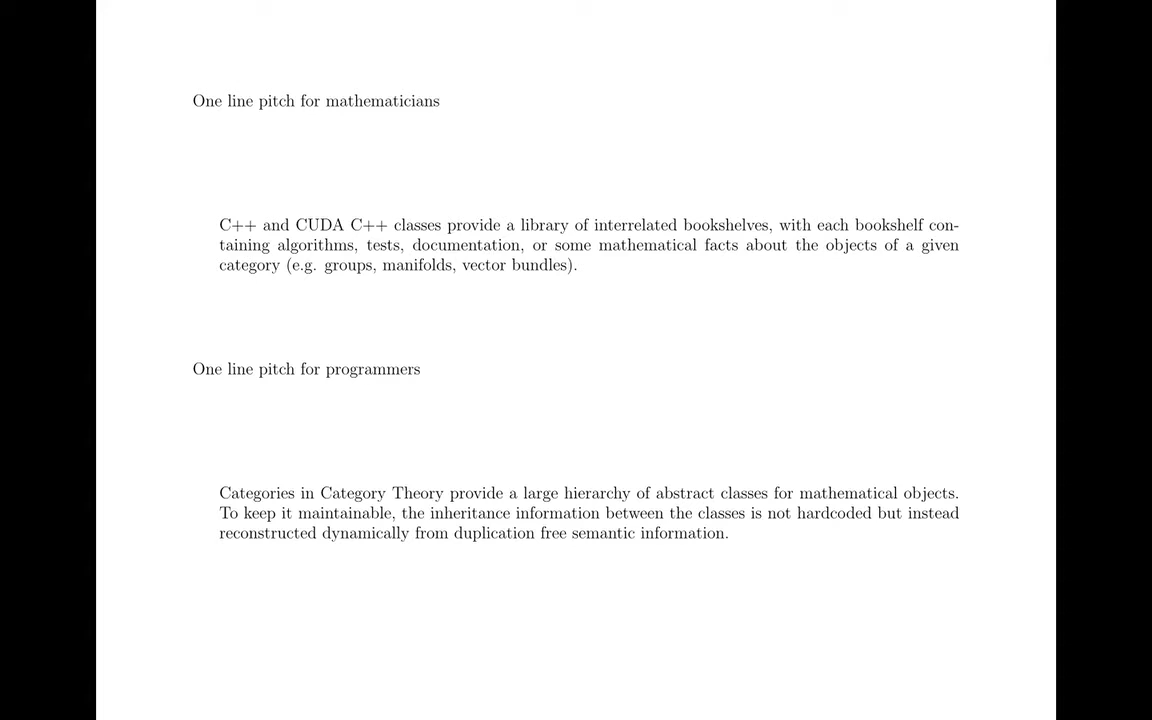 One line pitch for mathematicians
C++ and CUDA C++ classes provide a library of interrelated bookshelves, with each bookshelf con-
taining algorithms, tests, documentation, or some mathematical facts about the objects of a given
category (e.g. groups, manifolds, vector bundles).
One line pitch for programmers
Categories in Category Theory provide a large hierarchy of abstract classes for mathematical objects.
To keep it maintainable, the inheritance information between the classes is not hardcoded but instead
reconstructed dynamically from duplication free semantic information.